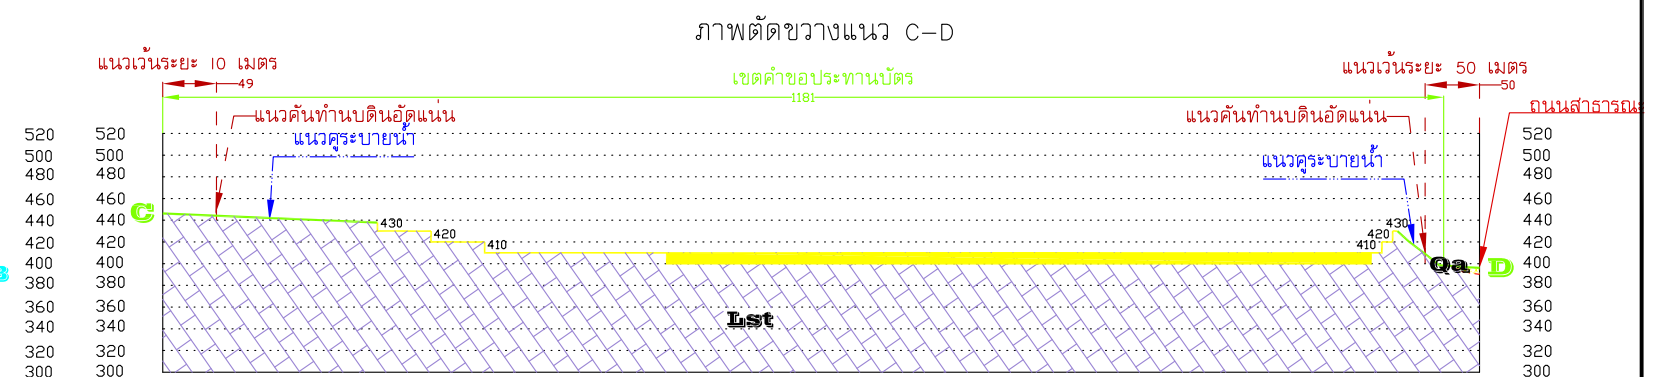 ภาพตัดขวางแนว C-D
แนวเว้นระยะ 10 เมตร
49
เขตคำขอประทานบัตร
1181
แนวเว้นระยะ 50 เมตร
50
ถนนสาธารณะ
แนวคันทำนบดินอัดแน่น
แนวคันทำนบดินอัดแน่น
แนวคูระบายน้ำ
แนวคูระบายน้ำ
520 520 520
500 500 500
480 480 480
460 460 460
440 440 440
420 420 420
400 400 400
380 380 380
360 360 360
340 340 340
320 320 320
300 300 300
C
430
420
410
430
420
410
B
Qa
D
Lst